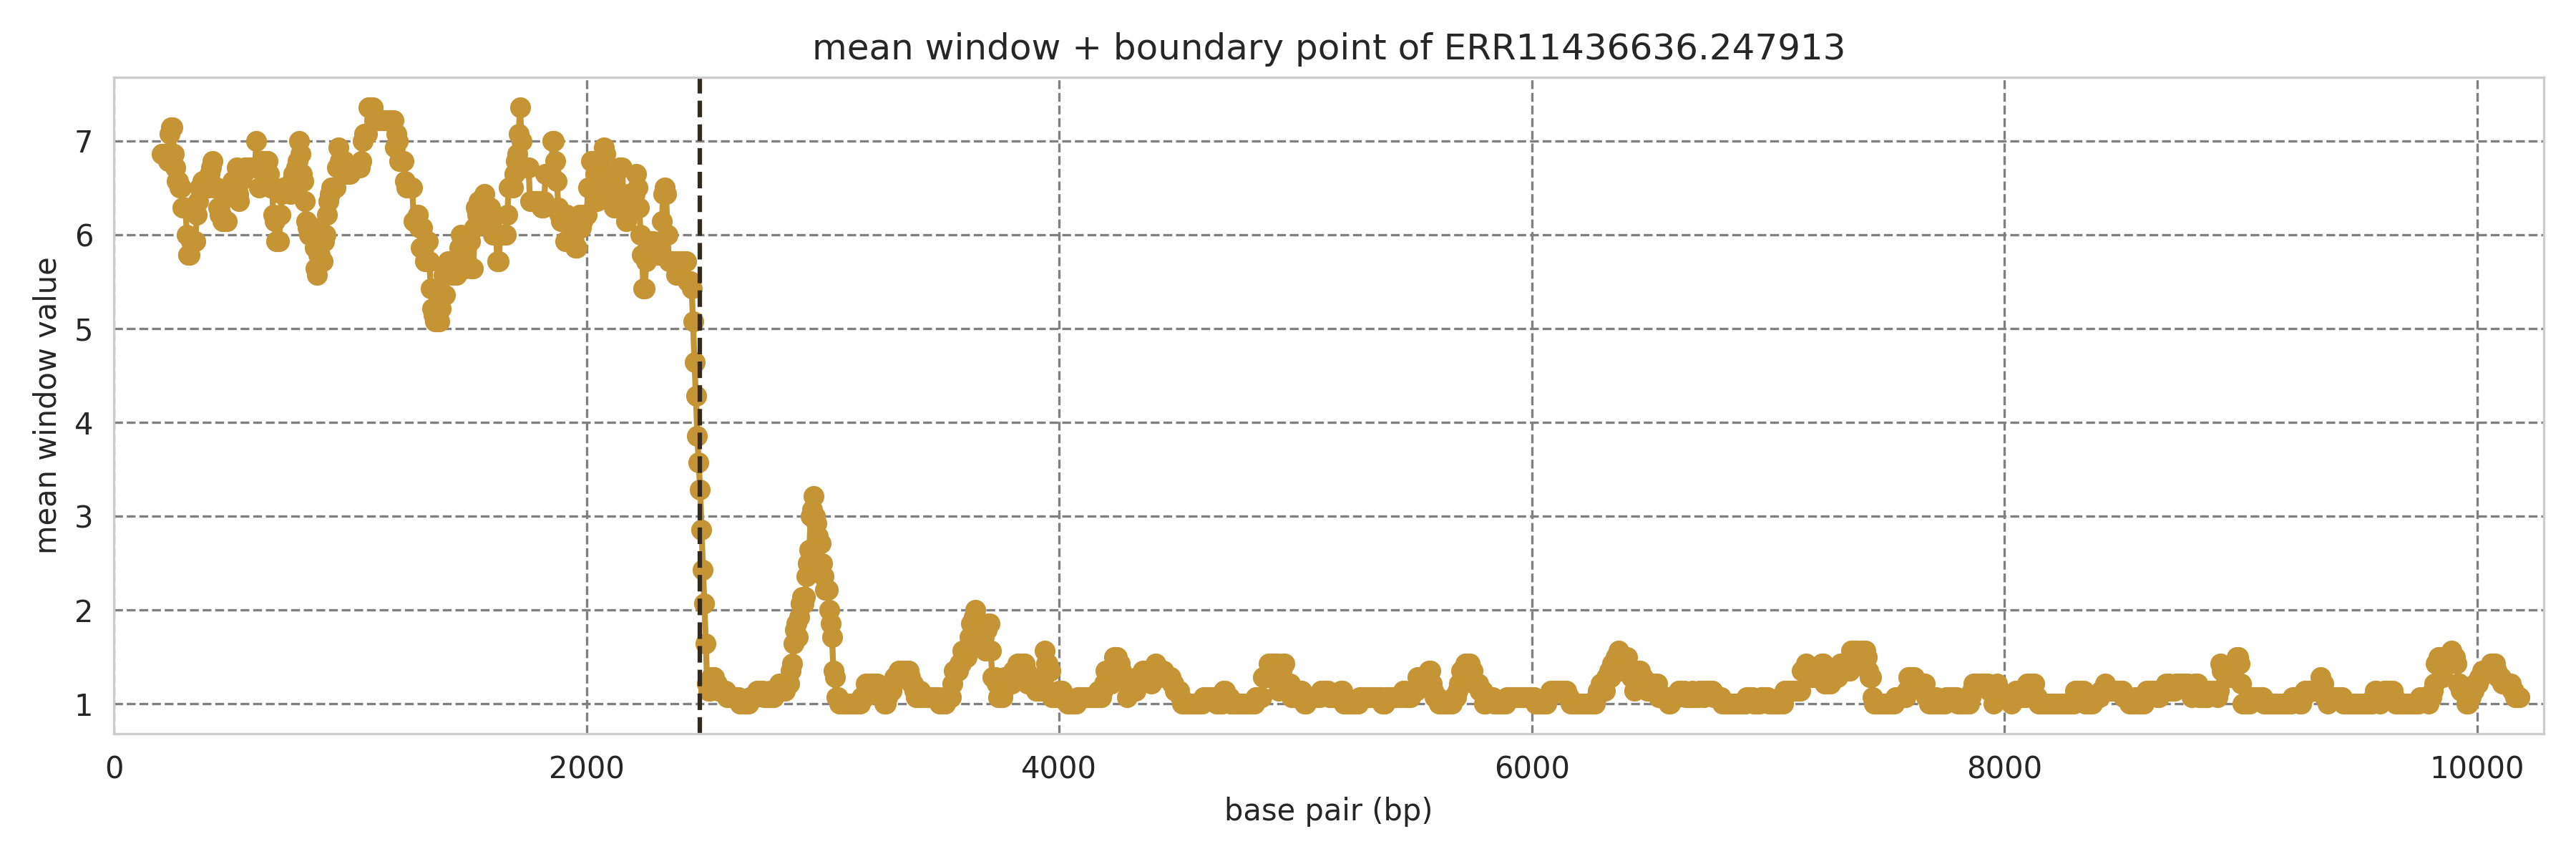 mean window + boundary point of ERR11436636.247913
mean window value
7
6
5
4
3
2
1
0 2000 4000 6000 8000 10000
base pair (bp)